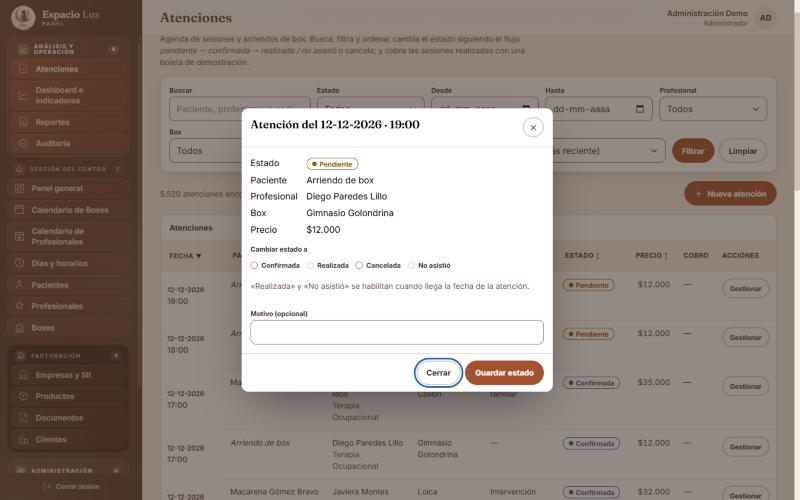 Espacio Luz
PANEL
ANÁLISIS Y OPERACIÓN 4
Atenciones
Dashboard e indicadores
Reportes
Auditoría
GESTIÓN DEL CENTRO 7
Panel general
Calendario de Boxes
Calendario de Profesionales
Días y horarios
Pacientes
Profesionales
Boxes
FACTURACIÓN 4
Empresas y SII
Productos
Documentos
Clientes
ADMINISTRACIÓN 4
Cerrar sesión
Atenciones
Administración Demo
Administrador
AD
Agenda de sesiones y arriendos de box. Busca, filtra y ordena; cambia el estado siguiendo el flujo
pendiente → confirmada → realizada / no asistió o cancela; y cobra las sesiones realizadas con una
boleta de demostración.
Buscar Estado Desde Hasta Profesional
dd-mm-aaaa Todos
Box
Todos
Filtrar Limpiar
+ Nueva atención
Atenciones
FECHA ▼ ESTADO PRECIO COBRO ACCIONES
12-12-2026 19:00 Pendiente $12.000 — Gestionar
12-12-2026 18:00 Pendiente $12.000 — Gestionar
12-12-2026 17:00 Terapia Ocupacional familiar Confirmada $35.000 — Gestionar
12-12-2026 17:00 Arriendo de box Diego Paredes Lillo Terapia Ocupacional Gimnasio Golondrina — Confirmada $12.000 — Gestionar
12-12-2026 Macarena Gómez Bravo Javiera Montes Loica Intervención Confirmada $32.000 — Gestionar
Atención del 12-12-2026 · 19:00
Estado Pendiente
Paciente Arriendo de box
Profesional Diego Paredes Lillo
Box Gimnasio Golondrina
Precio $12.000
Cambiar estado a
Confirmada Realizada Cancelada No asistió
«Realizada» y «No asistió» se habilitan cuando llega la fecha de la atención.
Motivo (opcional)
Cerrar Guardar estado